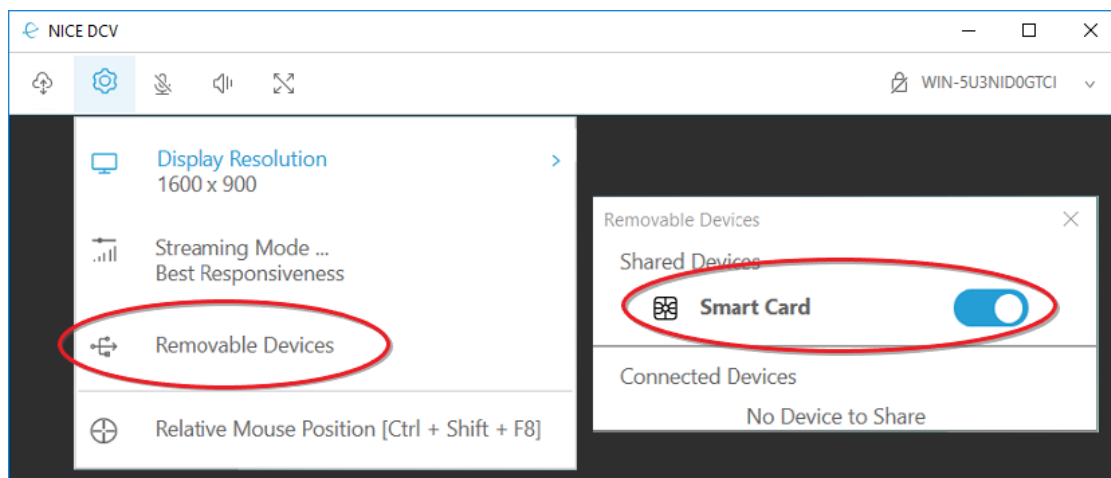 NICE DCV
WIN-5U3NID0GTCI
Display Resolution
1600 x 900
Streaming Mode ...
Best Responsiveness
Removable Devices
Relative Mouse Position [Ctrl + Shift + F8]
Removable Devices
Shared Devices
Smart Card
Connected Devices
No Device to Share